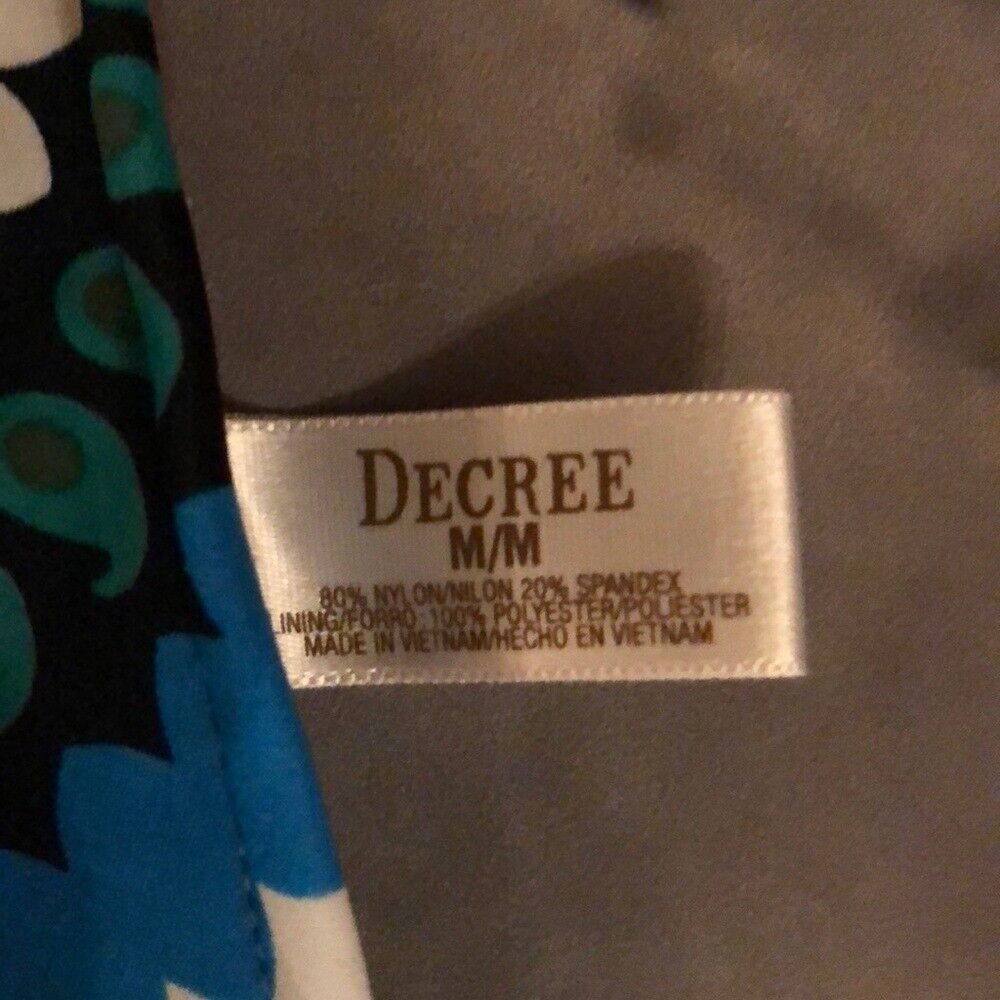 DECREE
M/M
80% NYLON/NILON 20% SPANDEX
LINING/FORRO: 100% POLYESTER/POLIESTER
MADE IN VIETNAM/HECHO EN VIETNAM